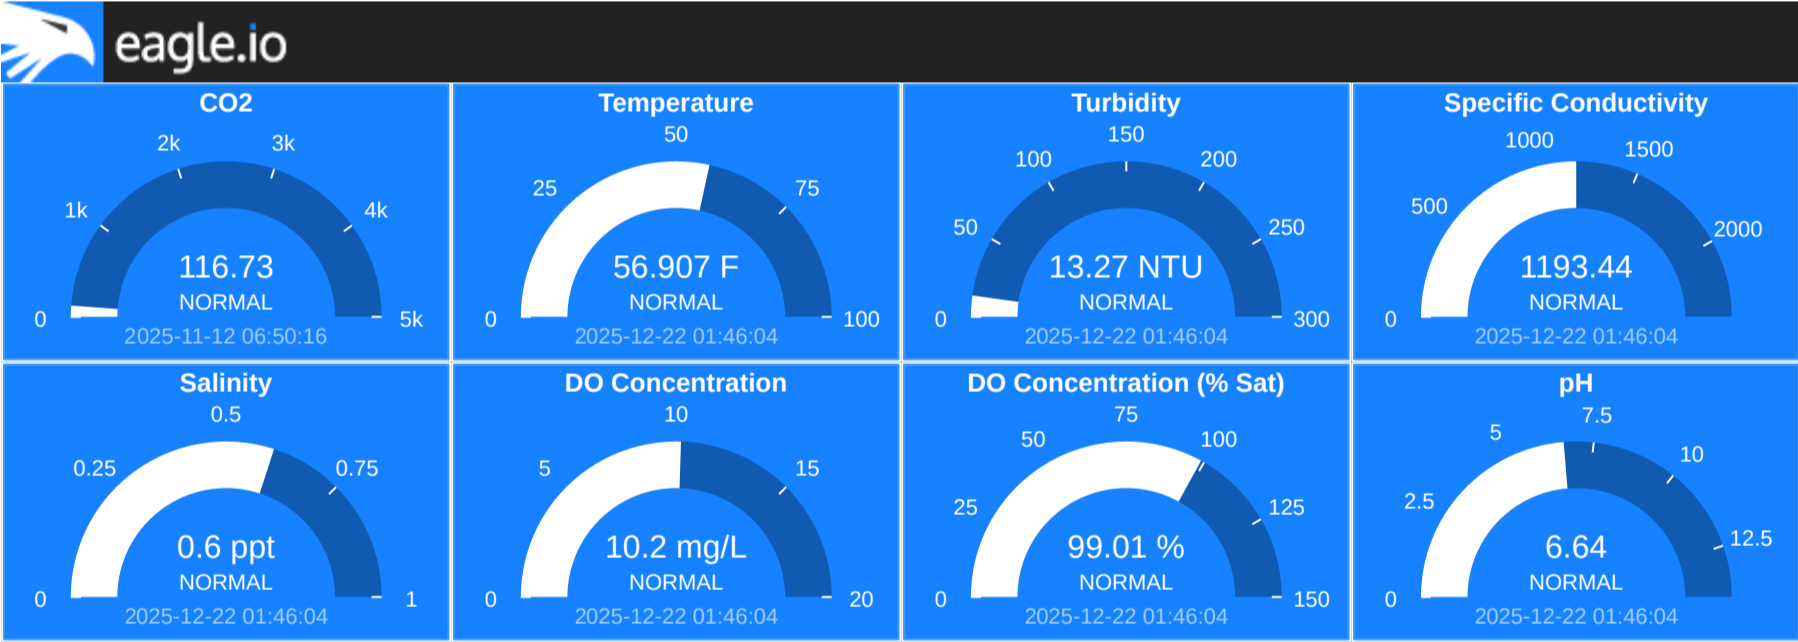 eagle.io
CO2
2k
3k
1k
4k
116.73
NORMAL
0
5k
2025-11-12 06:50:16
Temperature
50
25
75
56.907 F
NORMAL
0
100
2025-12-22 01:46:04
Turbidity
150
100
200
50
250
13.27 NTU
NORMAL
0
300
2025-12-22 01:46:04
Specific Conductivity
1000
1500
500
2000
1193.44
NORMAL
0
2025-12-22 01:46:04
Salinity
0.5
0.25
0.75
0.6 ppt
NORMAL
0
1
2025-12-22 01:46:04
DO Concentration
10
5
15
10.2 mg/L
NORMAL
0
20
2025-12-22 01:46:04
DO Concentration (% Sat)
75
50
100
25
125
99.01 %
NORMAL
0
150
2025-12-22 01:46:04
pH
7.5
5
10
2.5
12.5
6.64
NORMAL
0
2025-12-22 01:46:04